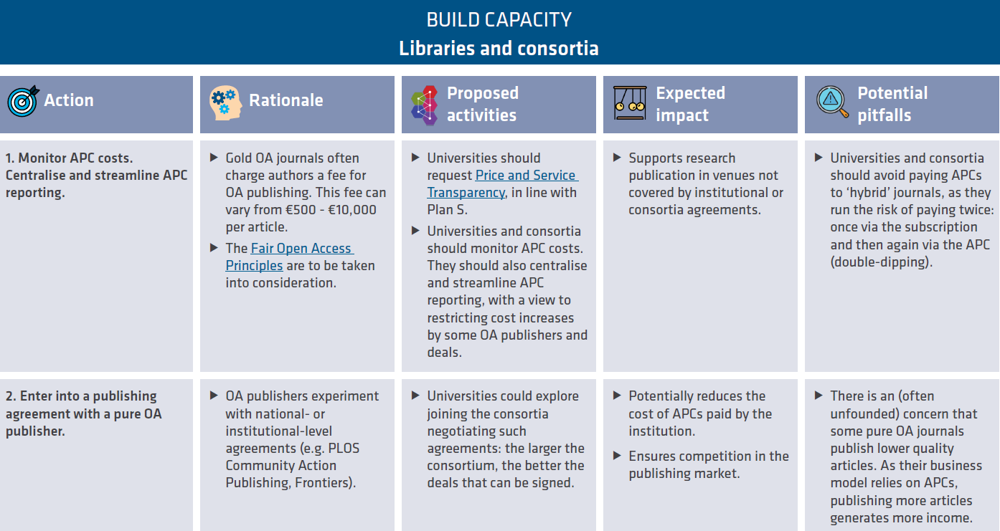 BUILD CAPACITY
Libraries and consortia
Action
Rationale
Proposed
activities
Expected
impact
Potential
pitfalls
1. Monitor APC costs.
Centralise and streamline APC
reporting.
Gold OA journals often
charge authors a fee for
OA publishing. This fee can
vary from €500 - €10,000
per article.
The Fair Open Access
Principles are to be taken
into consideration.
Universities should
request Price and Service
Transparency, in line with
Plan S.
Universities and consortia
should monitor APC costs.
They should also centralise
and streamline APC
reporting, with a view to
restricting cost increases
by some OA publishers and
deals.
Supports research
publication in venues not
covered by institutional or
consortia agreements.
Universities and consortia
should avoid paying APCs
to ‘hybrid’ journals, as they
run the risk of paying twice:
once via the subscription
and then again via the APC
(double-dipping).
2. Enter into a publishing
agreement with a pure OA
publisher.
OA publishers experiment
with national- or
institutional-level
agreements (e.g. PLOS
Community Action
Publishing, Frontiers).
Universities could explore
joining the consortia
negotiating such
agreements: the larger the
consortium, the better the
deals that can be signed.
Potentially reduces the
cost of APCs paid by the
institution.
Ensures competition in the
publishing market.
There is an (often
unfounded) concern that
some pure OA journals
publish lower quality
articles. As their business
model relies on APCs,
publishing more articles
generates more income.